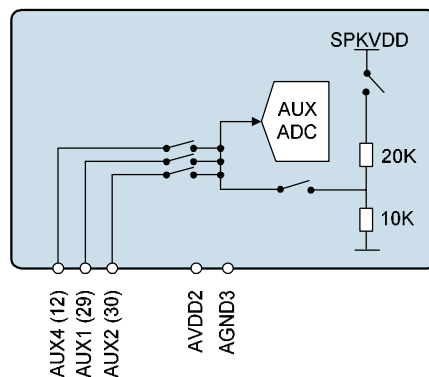 SPKVDD
AUX
ADC
20K
10K
AUX4 (12)
AUX1 (29)
AUX2 (30)
AVDD2
AGND3